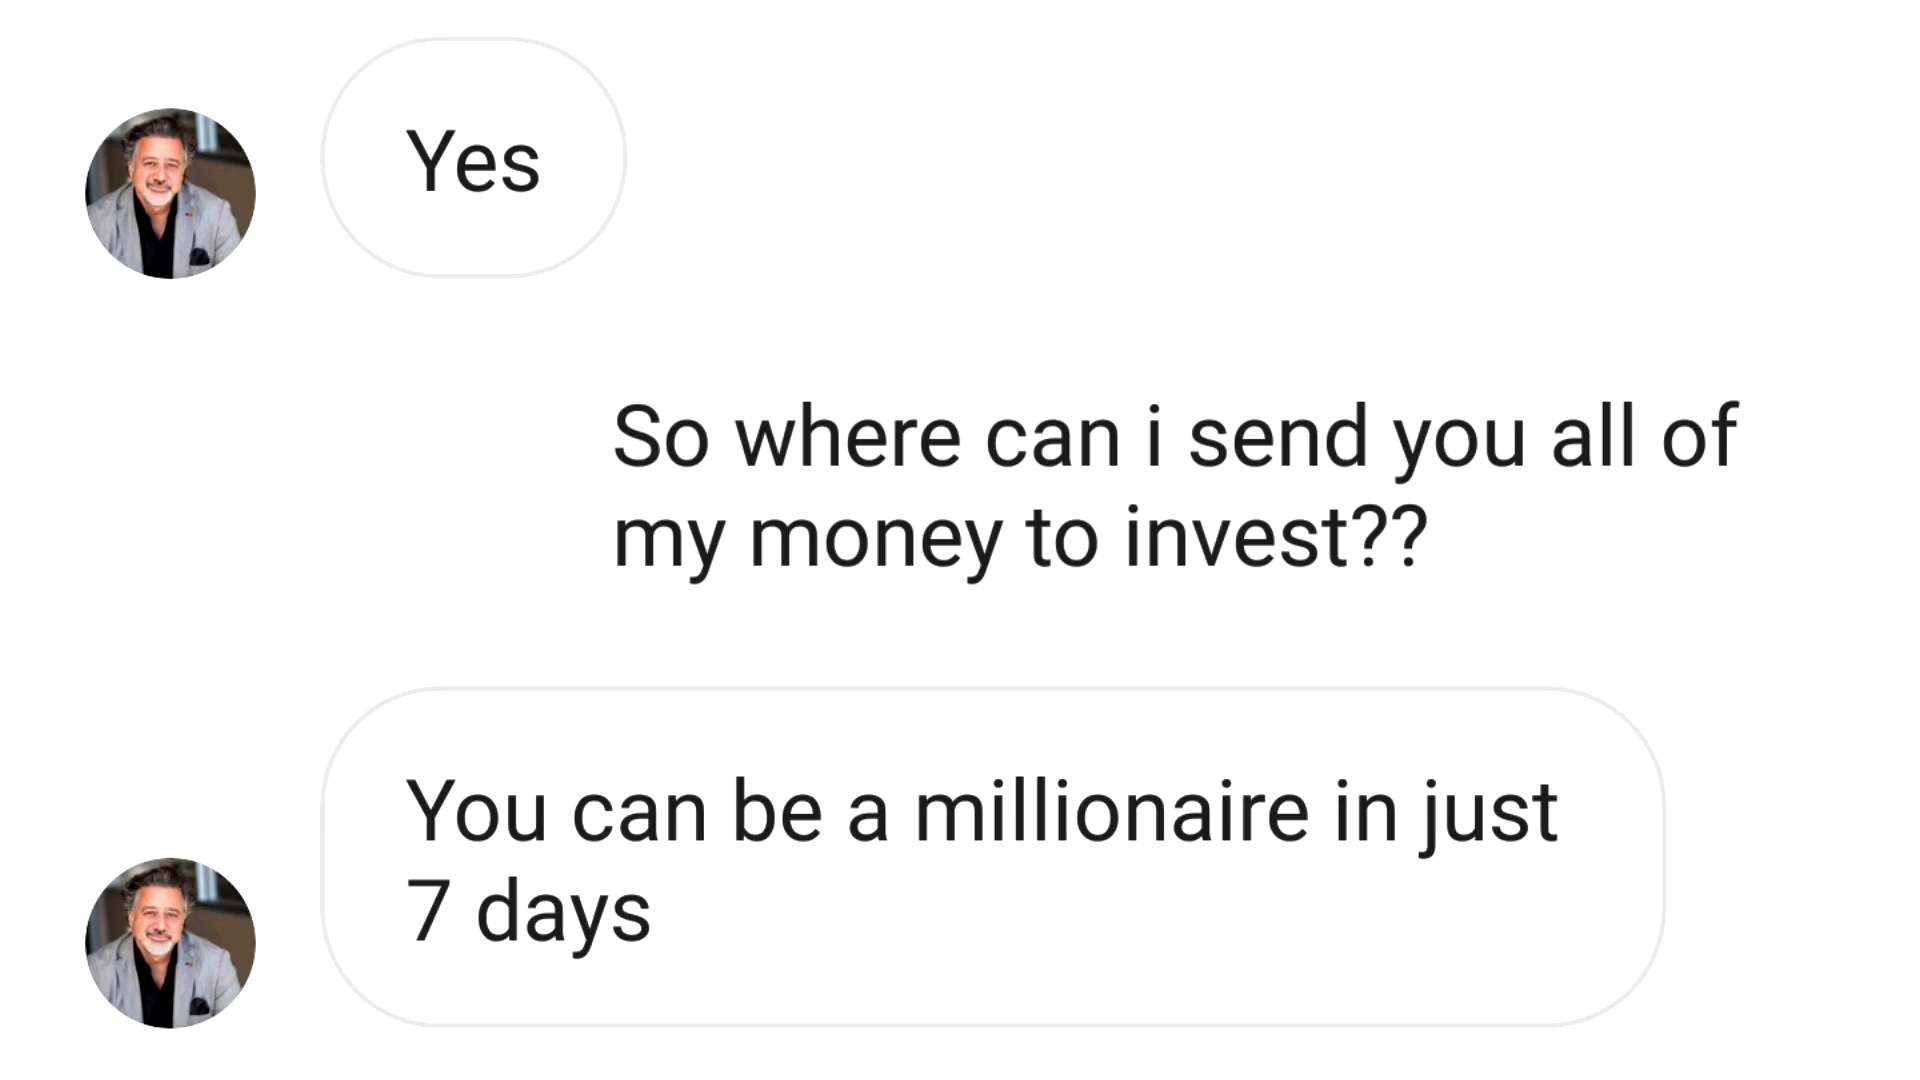 Yes
So where can i send you all of
my money to invest??
You can be a millionaire in just
7 days